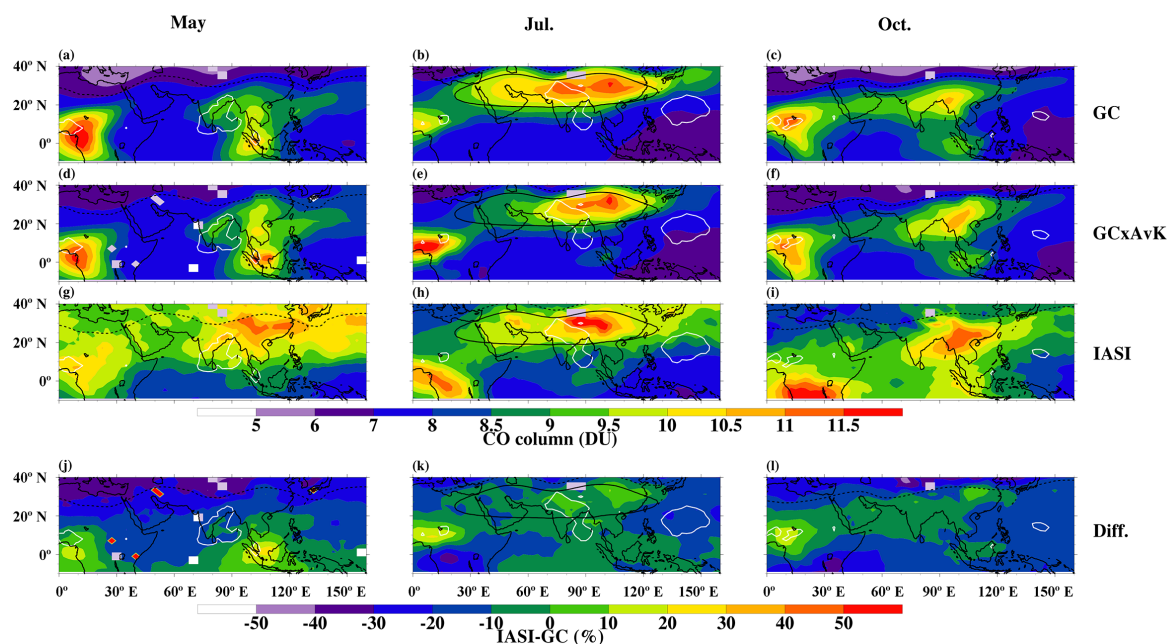 May Jul. Oct.
(a) (b) (c)
40° N
20° N
0°
GC
(d) (e) (f)
40° N
20° N
0°
GCxAvK
(g) (h) (i)
40° N
20° N
0°
IASI
5 6 7 8 8.5 9 9.5 10 10.5 11 11.5
CO column (DU)
(j) (k) (l)
40° N
20° N
0°
Diff.
0° 30° E 60° E 90° E 120° E 150° E 0° 30° E 60° E 90° E 120° E 150° E 0° 30° E 60° E 90° E 120° E 150° E
-50 -40 -30 -20 -10 0 10 20 30 40 50
IASI-GC (%)